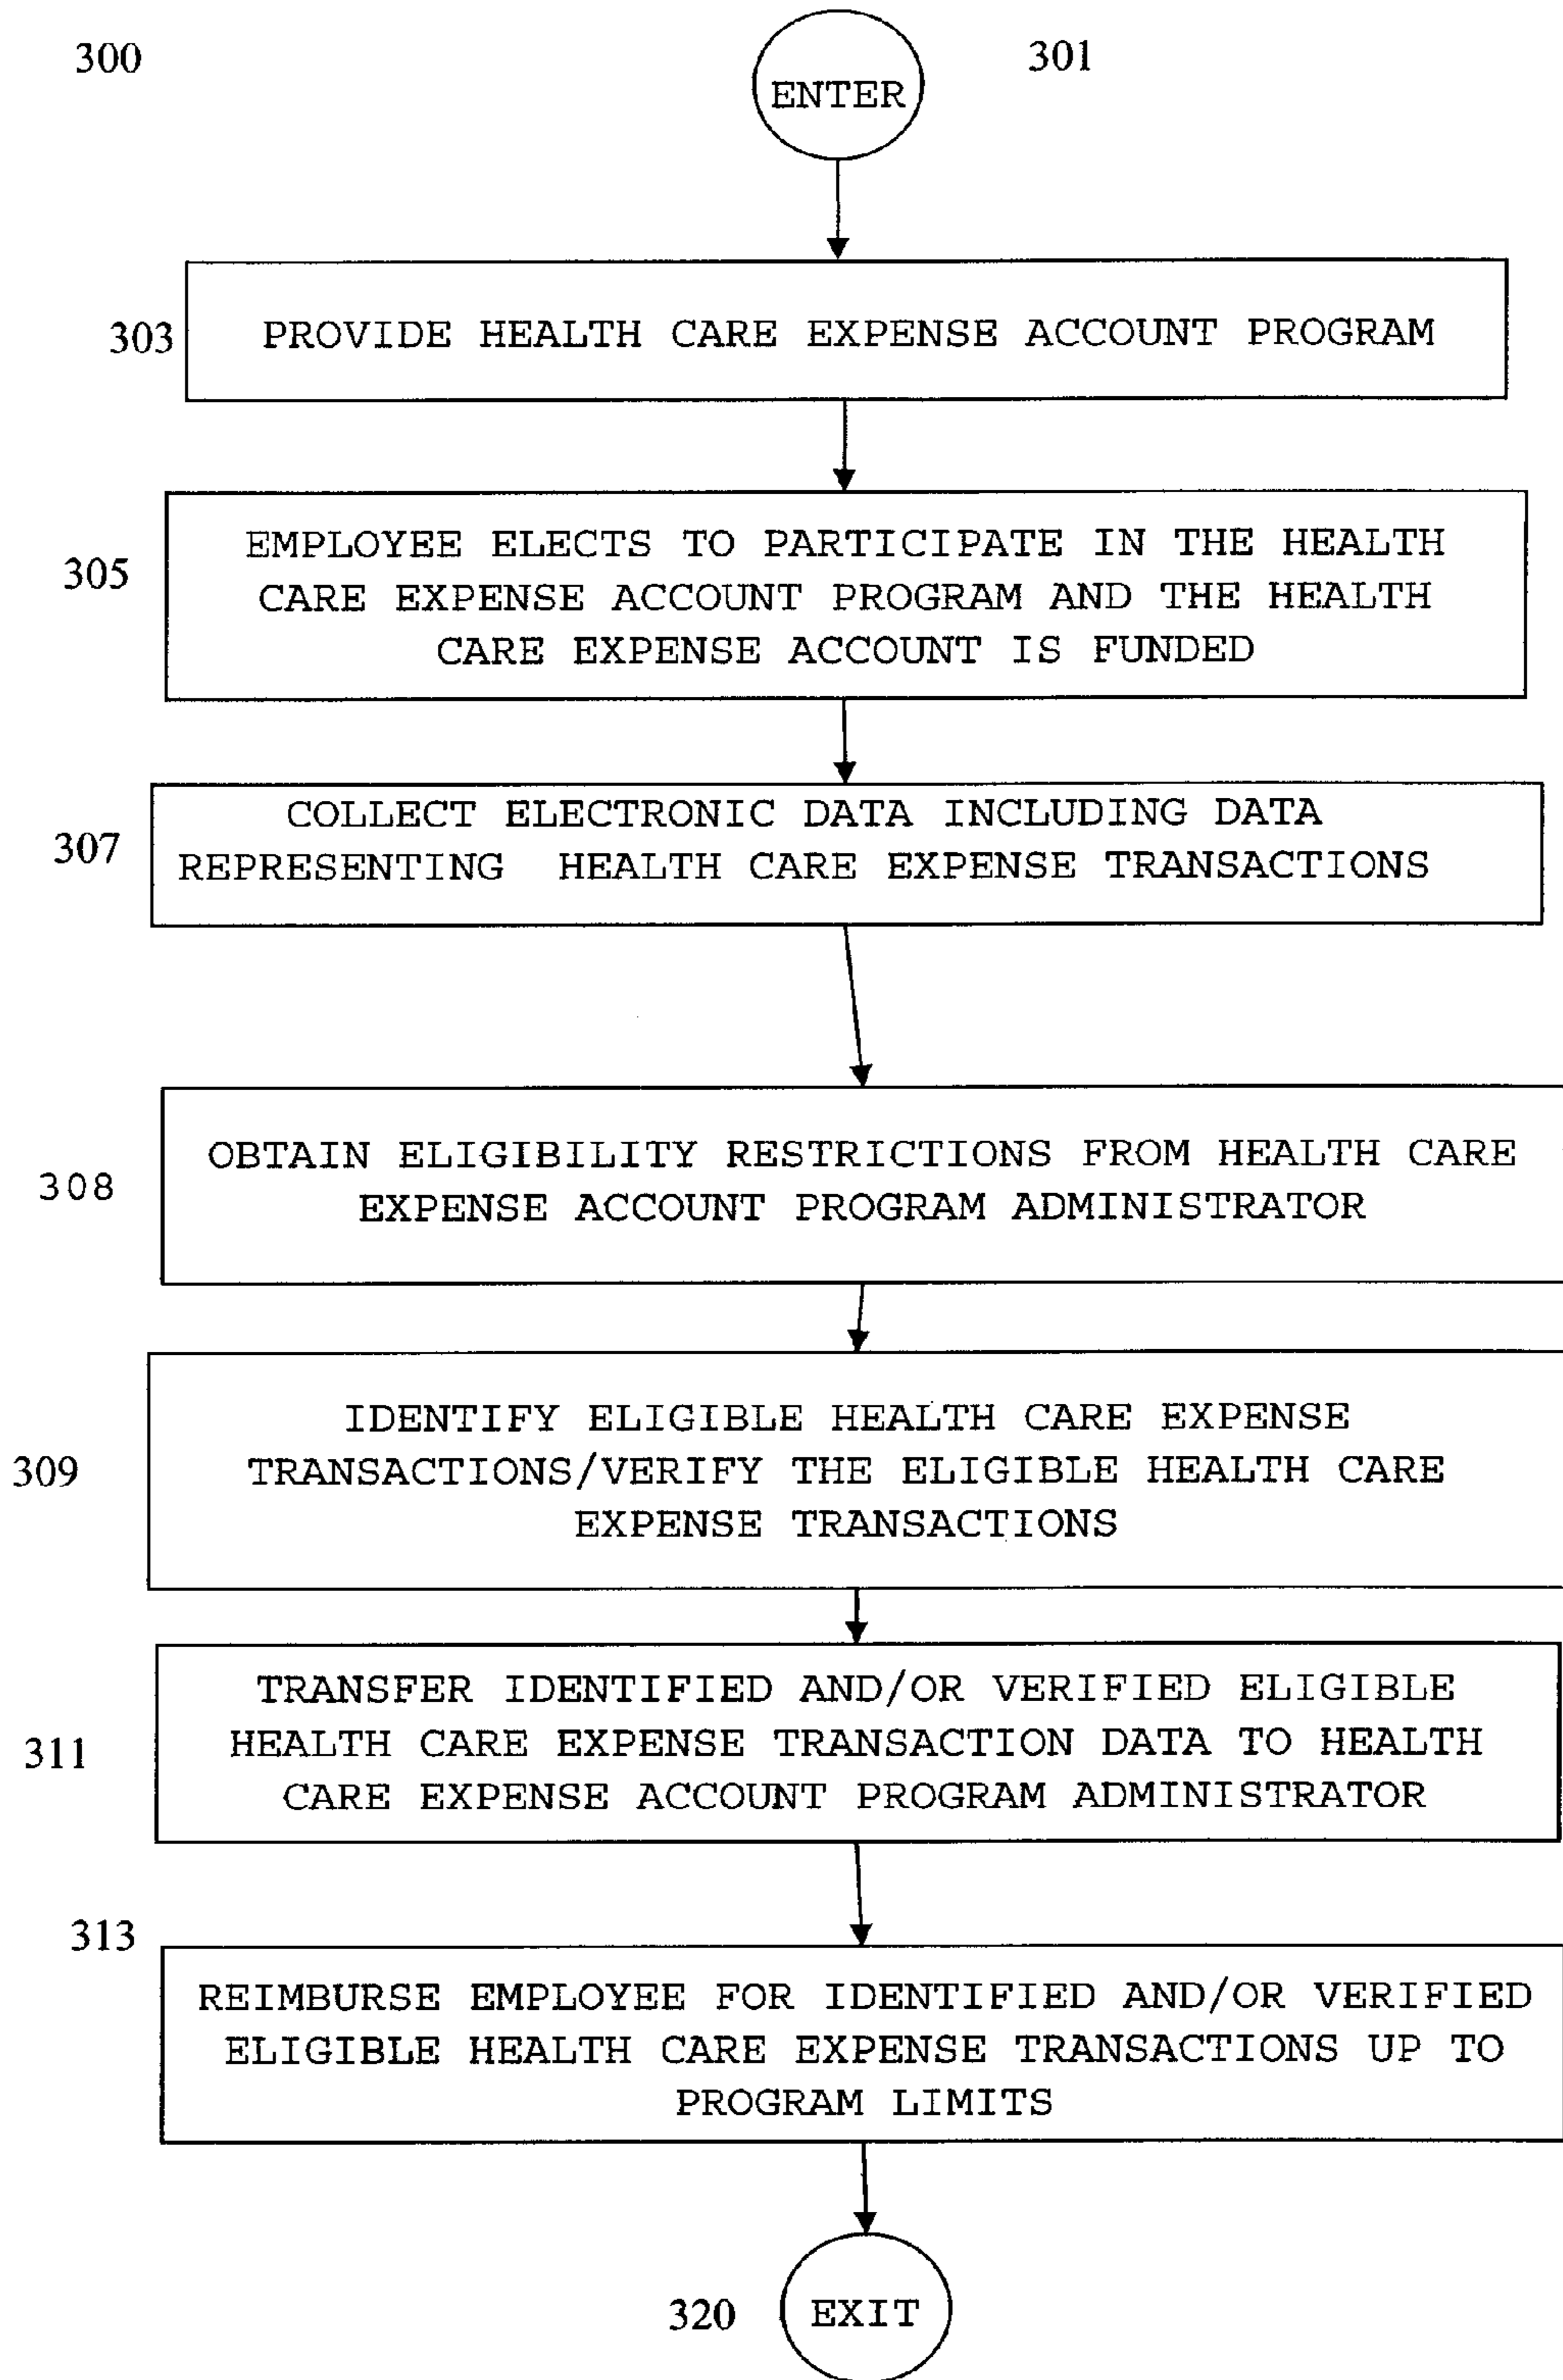 300
301
ENTER
303
PROVIDE HEALTH CARE EXPENSE ACCOUNT PROGRAM
305
EMPLOYEE ELECTS TO PARTICIPATE IN THE HEALTH
CARE EXPENSE ACCOUNT PROGRAM AND THE HEALTH
CARE EXPENSE ACCOUNT IS FUNDED
307
COLLECT ELECTRONIC DATA INCLUDING DATA
REPRESENTING HEALTH CARE EXPENSE TRANSACTIONS
308
OBTAIN ELIGIBILITY RESTRICTIONS FROM HEALTH CARE
EXPENSE ACCOUNT PROGRAM ADMINISTRATOR
309
IDENTIFY ELIGIBLE HEALTH CARE EXPENSE
TRANSACTIONS/VERIFY THE ELIGIBLE HEALTH CARE
EXPENSE TRANSACTIONS
311
TRANSFER IDENTIFIED AND/OR VERIFIED ELIGIBLE
HEALTH CARE EXPENSE TRANSACTION DATA TO HEALTH
CARE EXPENSE ACCOUNT PROGRAM ADMINISTRATOR
313
REIMBURSE EMPLOYEE FOR IDENTIFIED AND/OR VERIFIED
ELIGIBLE HEALTH CARE EXPENSE TRANSACTIONS UP TO
PROGRAM LIMITS
320
EXIT